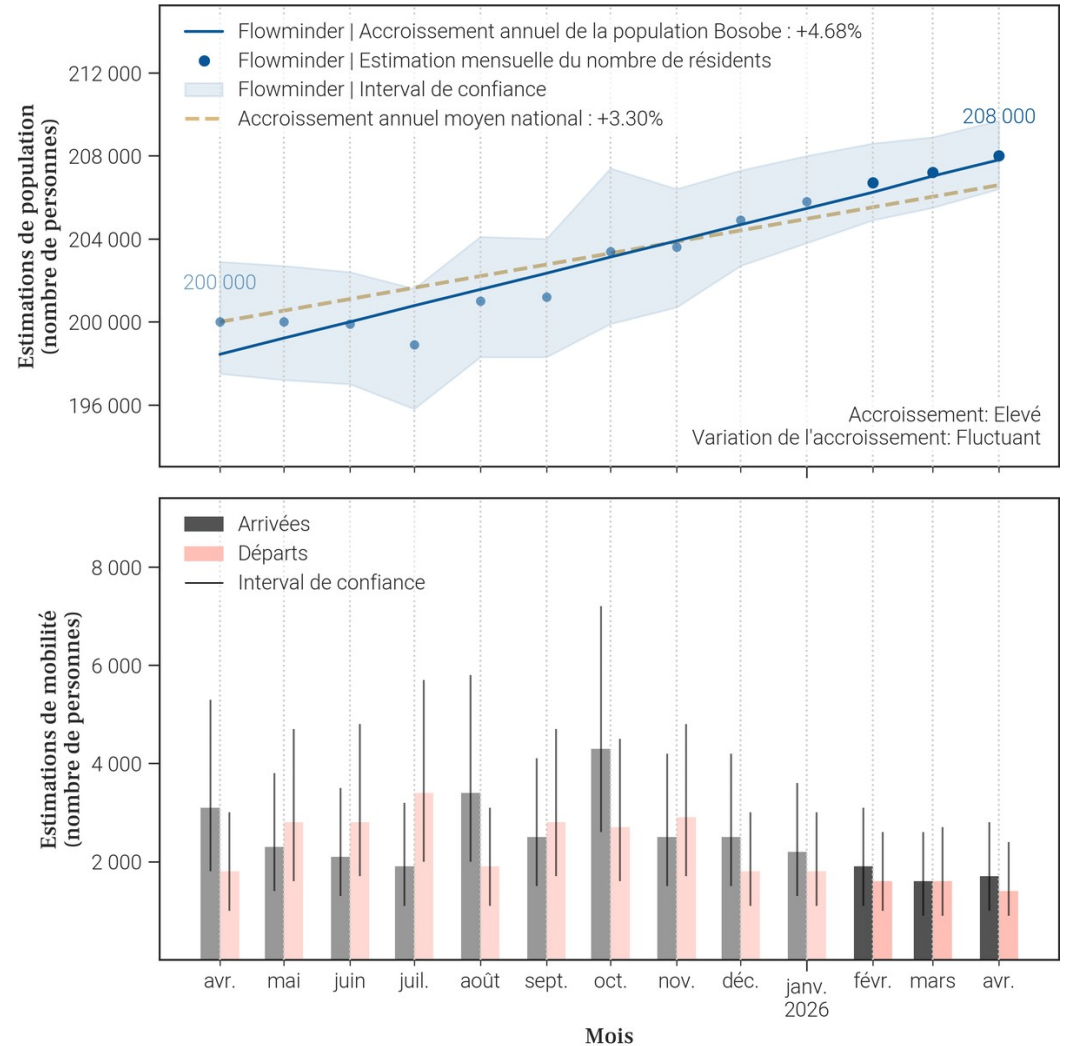 Flowminder | Accroissement annuel de la population Bosobe : +4.68%
Flowminder | Estimation mensuelle du nombre de résidents
Flowminder | Interval de confiance
Accroissement annuel moyen national : +3.30%
212 000
208 000
204 000
200 000
196 000
Estimations de population
(nombre de personnes)
200 000
208 000
Accroissement: Elevé
Variation de l'accroissement: Fluctuant
Arrivées
Départs
Interval de confiance
8 000
6 000
4 000
2 000
Estimations de mobilité
(nombre de personnes)
avr. mai juin juil. août sept. oct. nov. déc. janv. févr. mars avr.
2026
Mois